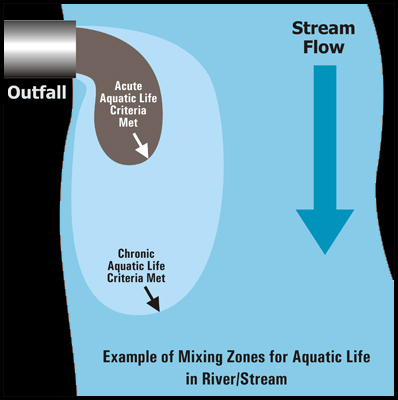 Stream
Flow
Outfall
Acute
Aquatic Life
Criteria
Met
Chronic
Aquatic Life
Criteria Met
Example of Mixing Zones for Aquatic Life
in River/Stream